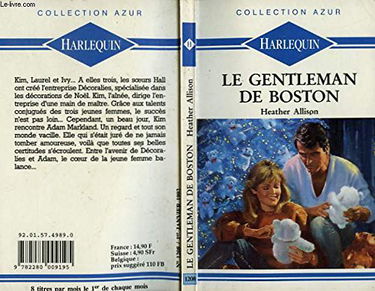 COLLECTION AZUR
HARLEQUIN
Kim, Laurel et Ivy... A elles trois, les sœurs Hall
ont créé l'entreprise Décoralies, spécialisée dans
les décorations de Noël. Kim, l'aînée, dirige l'en-
treprise d'une main de maître. Grâce aux talents
conjugués des trois jeunes femmes, le succès
n'est pas loin... Cependant, un beau jour, Kim
rencontre Adam Markland. Un regard et tout son
monde vacille. Elle qui s'était juré de ne jamais
tomber amoureuse, voilà que toutes ses belles
certitudes s'écroulent. Entre l'avenir de Décora-
lies et Adam, le cœur de la jeune femme ba-
lance...
92.01.57.4989.0
9 782280 009195
France : 14,90 F
Suisse : 4,90 SFr
Belgique :
prix suggéré 110 FB
8 titres par mois le 1er de chaque mois
H
LE GENTLEMAN DE BOSTON
Heather Allison
1208
COLLECTION AZUR
HARLEQUIN
LE GENTLEMAN
DE BOSTON
Heather Allison